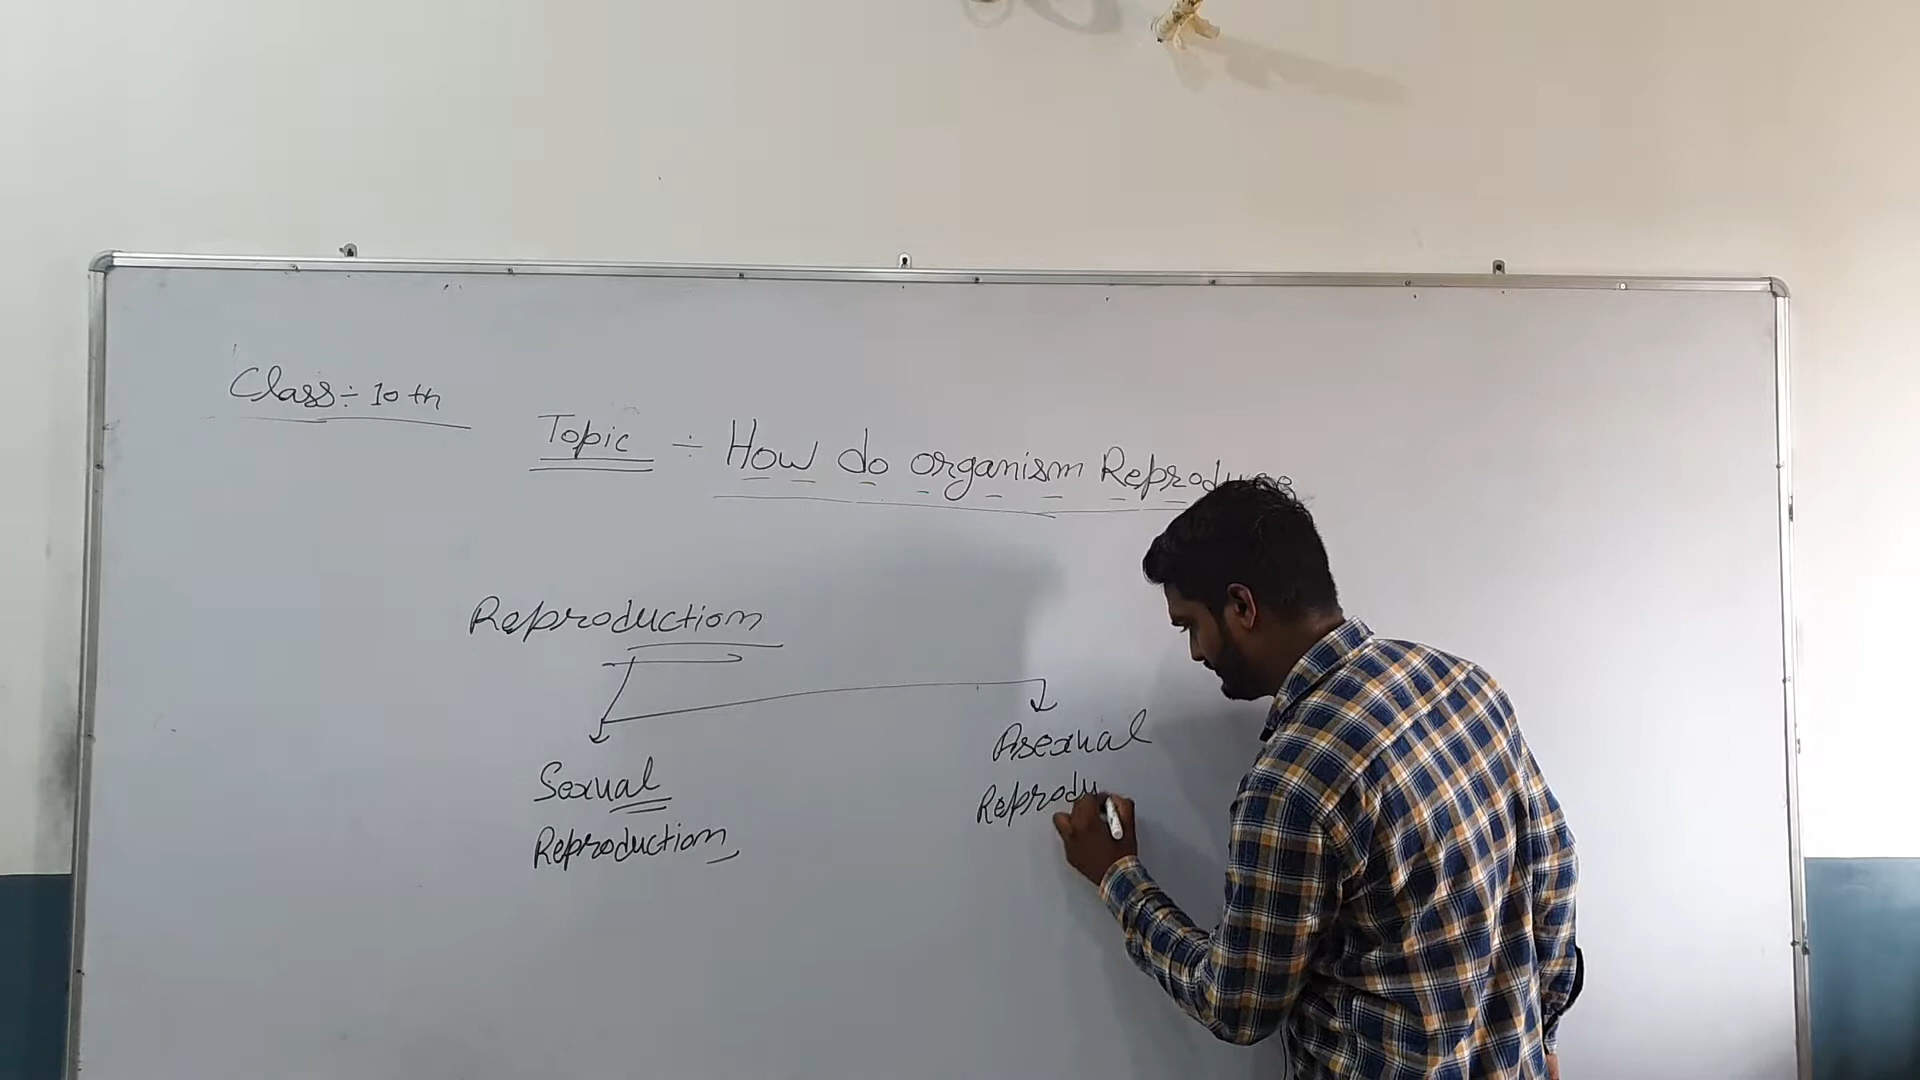 Class÷ 10th
Topic ÷ How do organism Reproduce
Reproduction
Asexual
Sexual
Reprodu
Reproduction